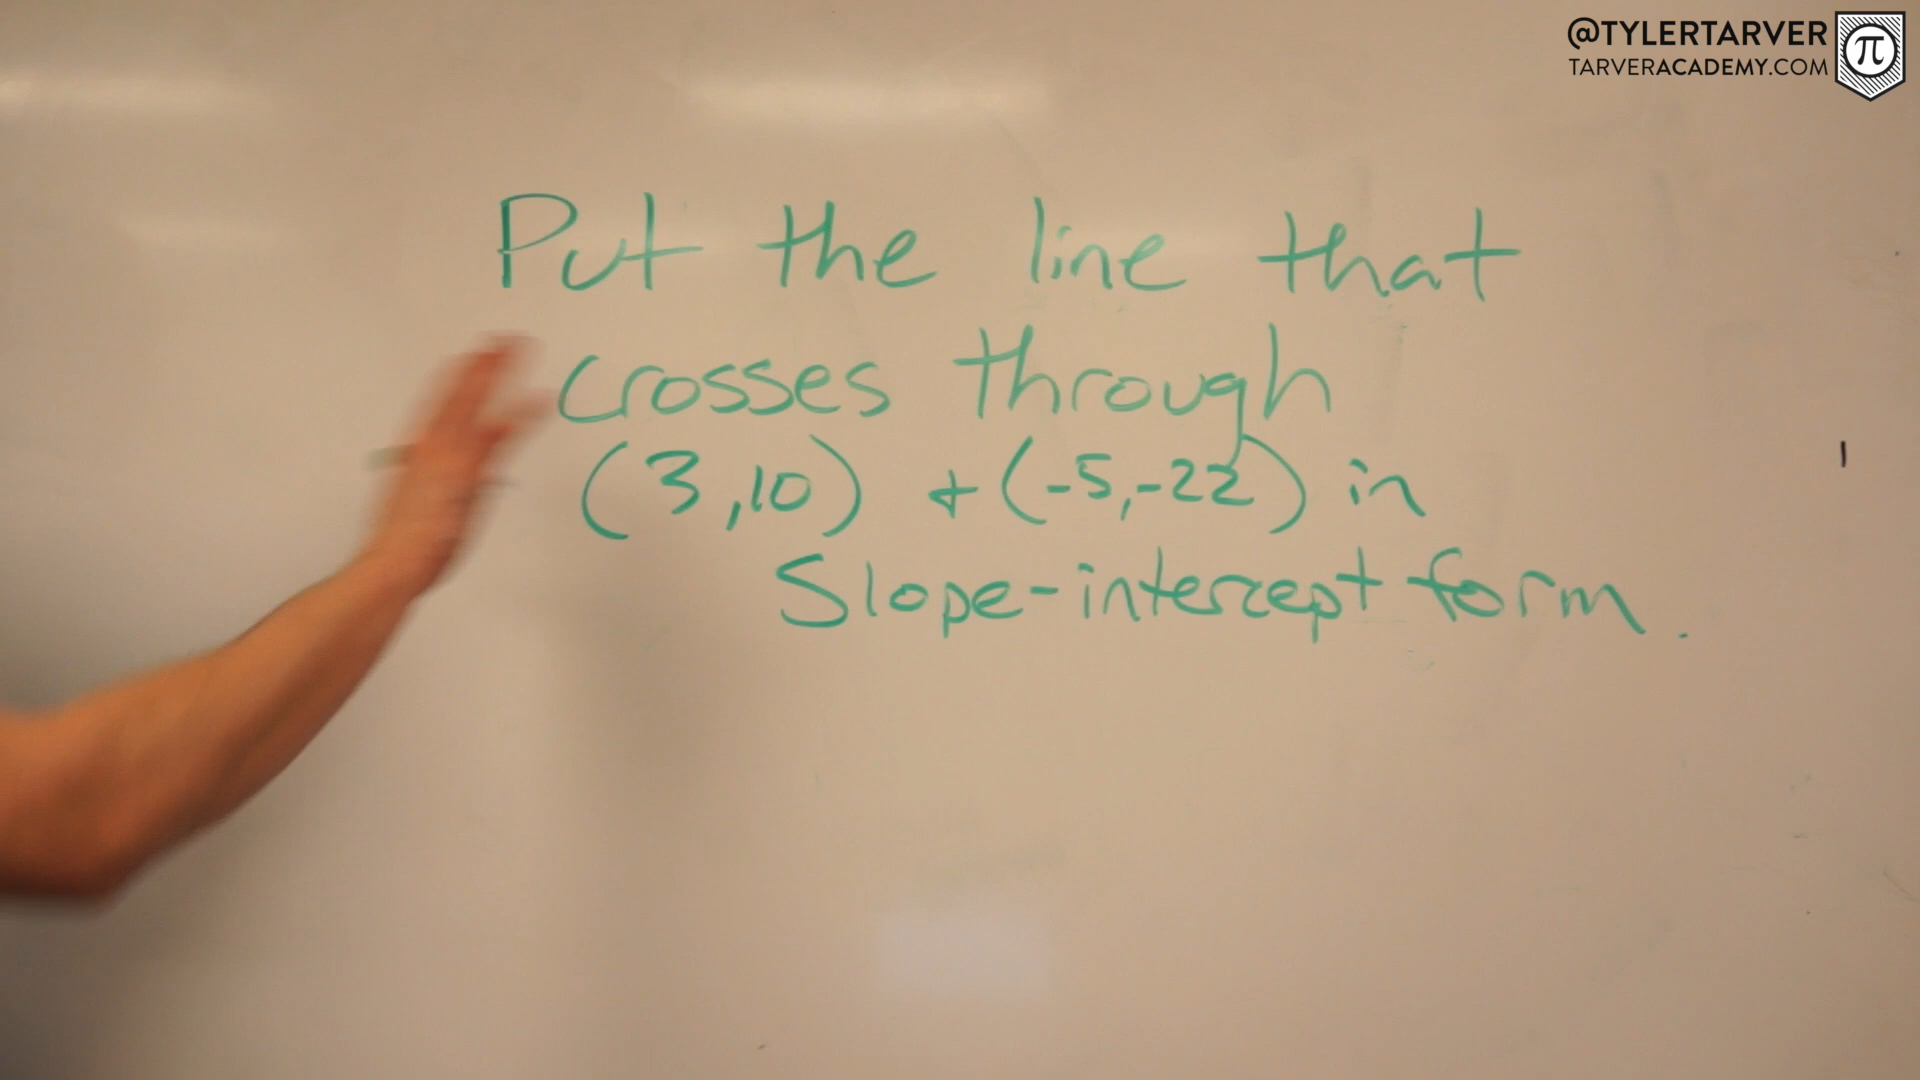 @TYLERTARVER
TARVERACADEMY.COM
π
Put the line that
crosses through
(3,10) + (-5,-22) in
Slope-intercept form.